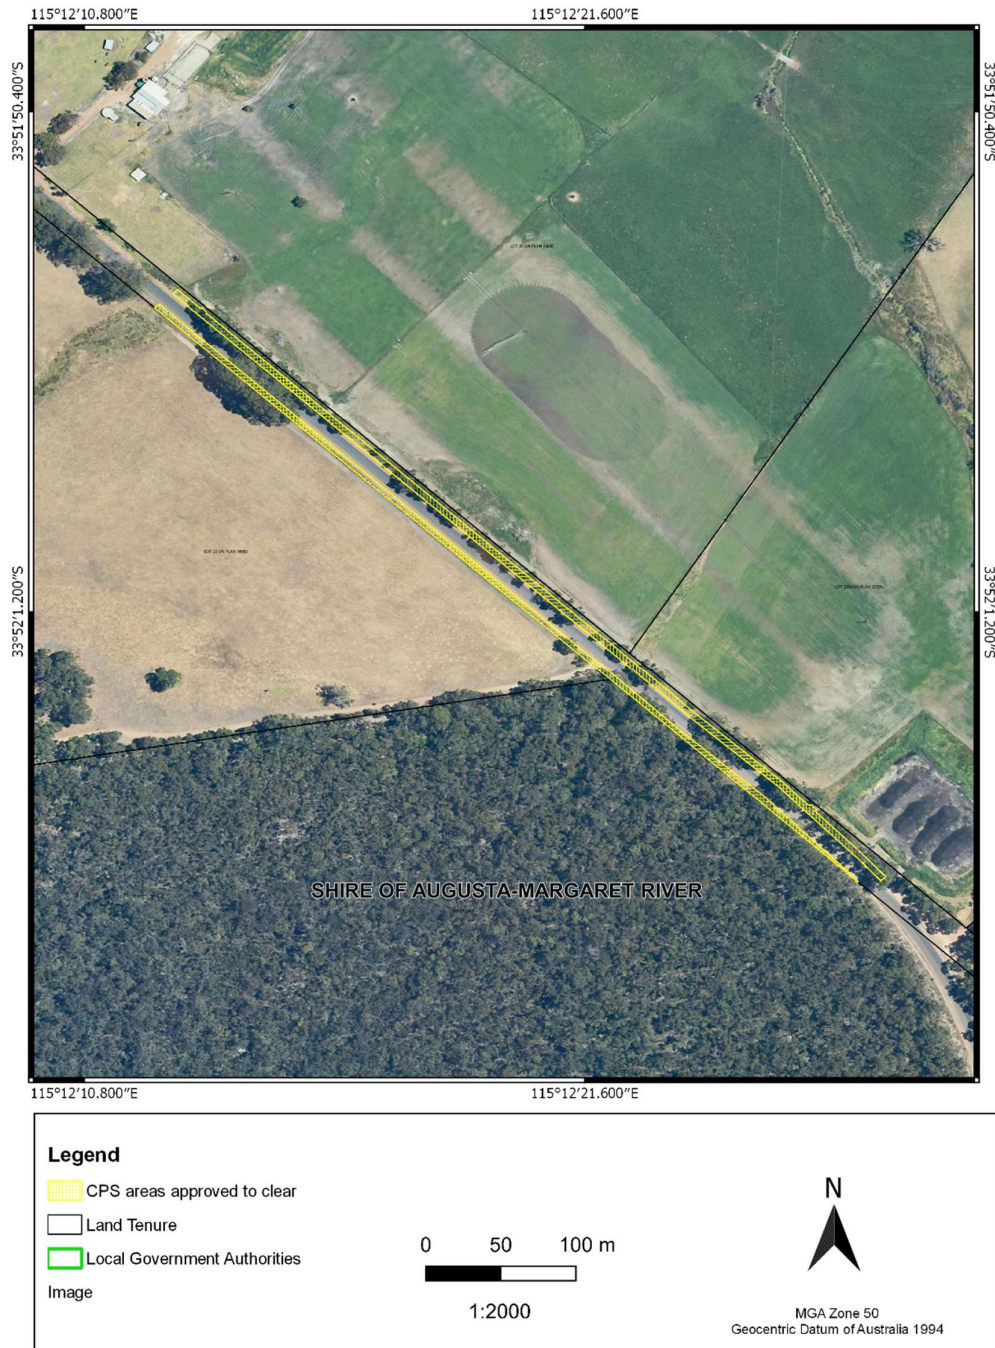 115°12'10.800"E
115°12'21.600"E
33°51'50.400"S
33°51'50.400"S
33°52'1.200"S
33°52'1.200"S
SHIRE OF AUGUSTA-MARGARET RIVER
115°12'10.800"E
115°12'21.600"E
Legend
CPS areas approved to clear
Land Tenure
Local Government Authorities
Image
0 50 100 m
1:2000
N
MGA Zone 50
Geocentric Datum of Australia 1994